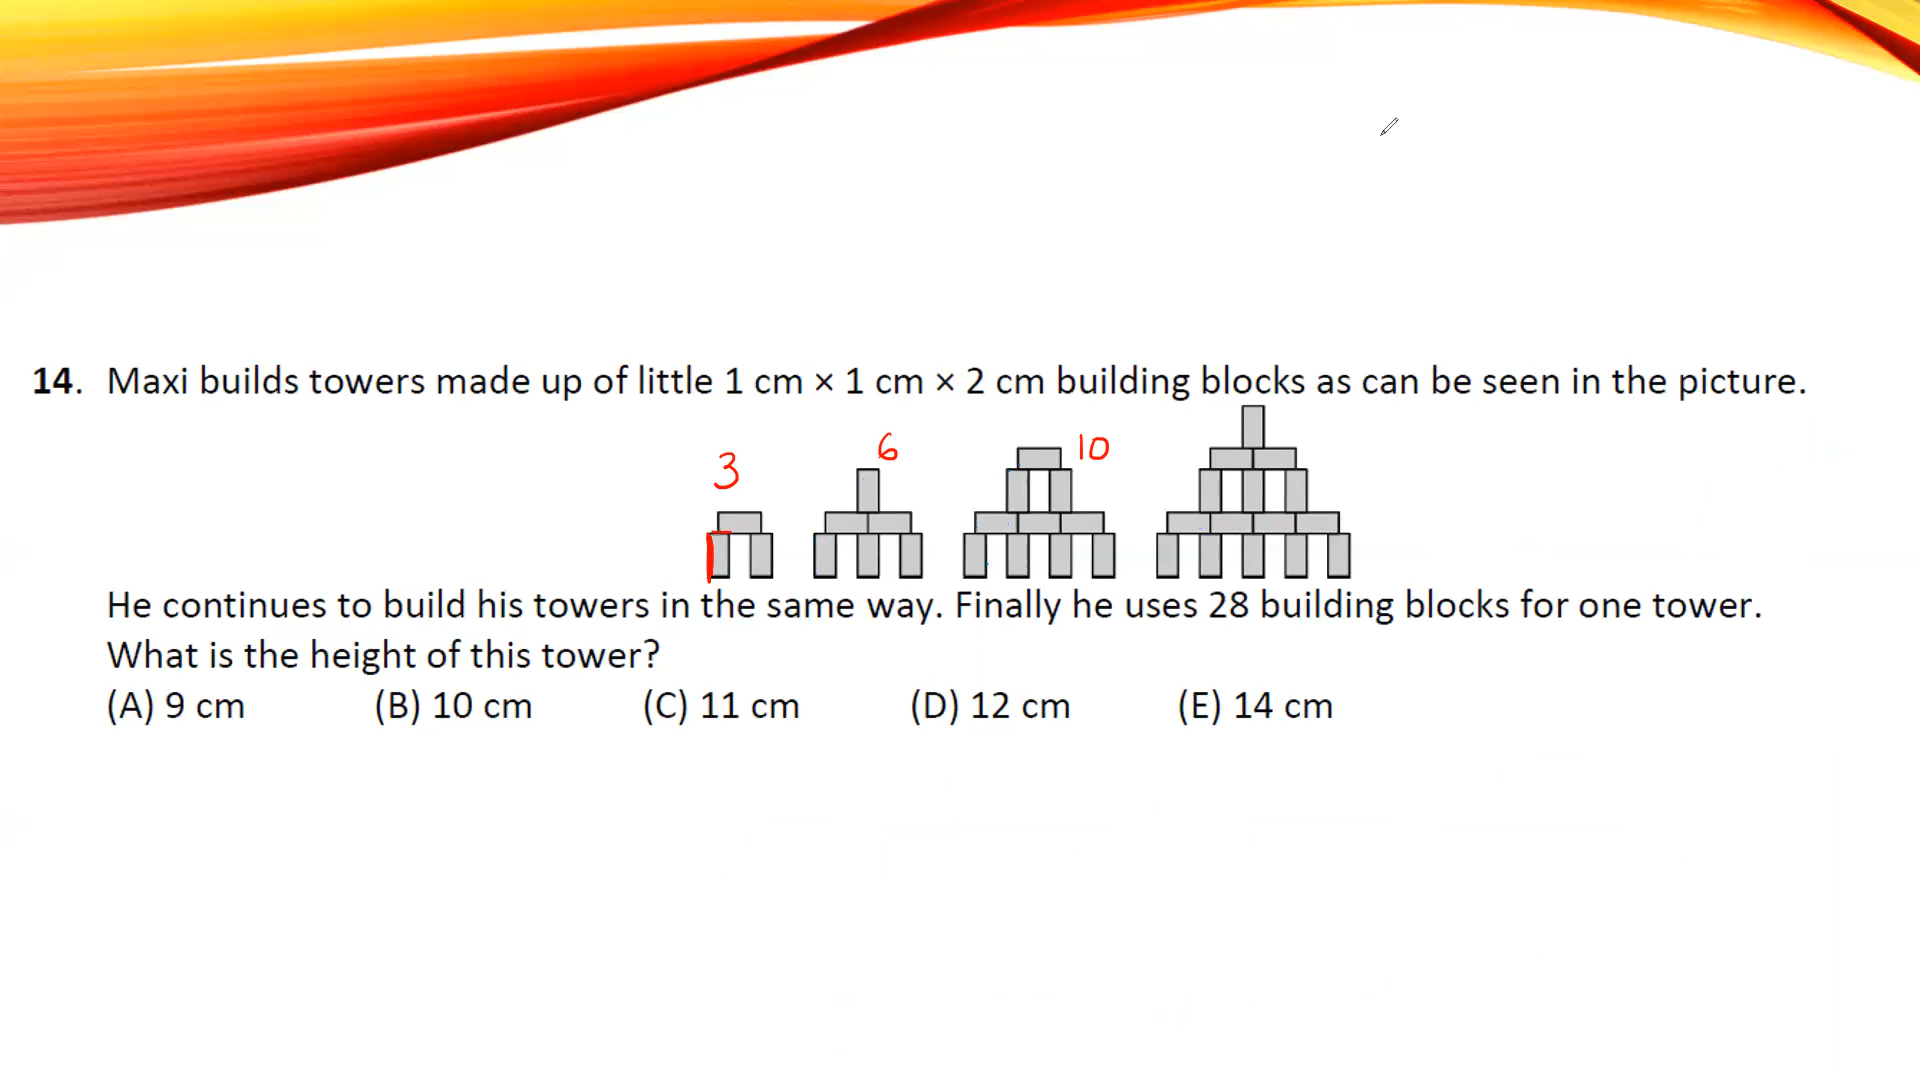 14. Maxi builds towers made up of little 1 cm × 1 cm × 2 cm building blocks as can be seen in the picture.
3 6 10
He continues to build his towers in the same way. Finally he uses 28 building blocks for one tower.
What is the height of this tower?
(A) 9 cm (B) 10 cm (C) 11 cm (D) 12 cm (E) 14 cm